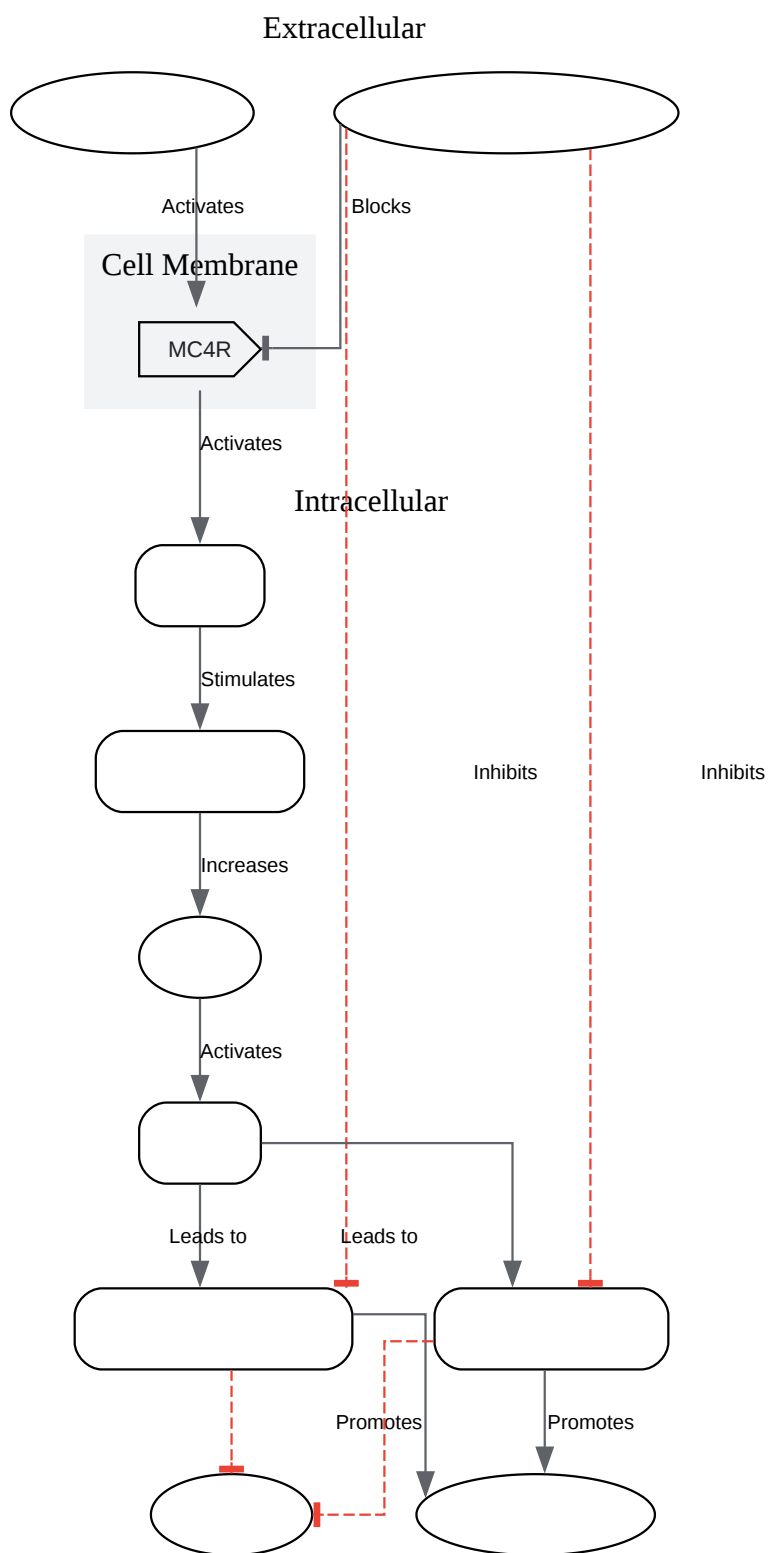 Extracellular
Activates
Blocks
Cell Membrane
MC4R
Activates
Intracellular
Stimulates
Inhibits
Inhibits
Increases
Activates
Leads to
Leads to
Promotes
Promotes